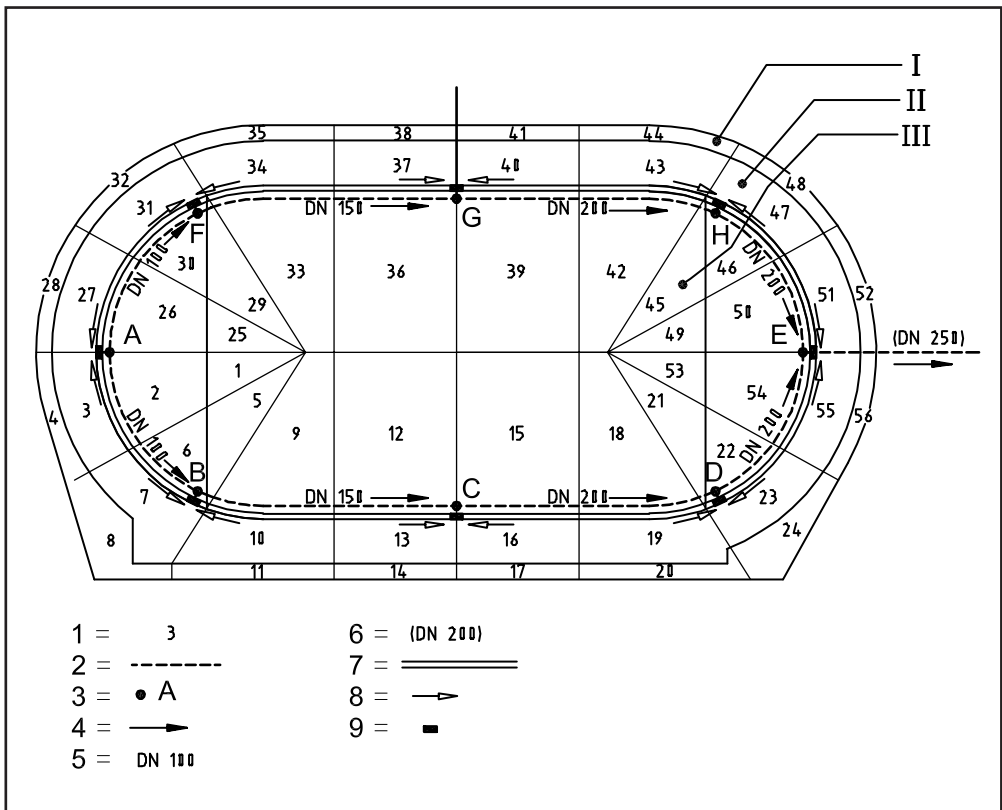 I
35 38 41 44 II
III
34 37 40 43
32 48
31 47
DN 150 G DN 200
F H
DN 100 30 46 DN 200
28 27 33 36 39 42 51 52
26 29 45 50
A 25 49 E (DN 250)
1 53
2 5 21 54
4 3 55 56
DN 100 9 12 15 18 DN 200
6 22
B C D
7 DN 150 DN 200 23
8 10 13 16 19 24
11 14 17 20
1 = 3
2 =
3 = A
4 =
5 = DN 100
6 = (DN 200)
7 =
8 =
9 =